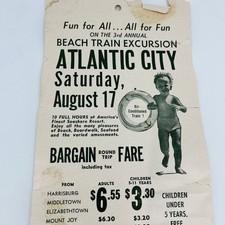 Fun for All... All for Fun
ON THE 3rd ANNUAL
BEACH TRAIN EXCURSION
ATLANTIC CITY
Saturday,
August 17
Air
Conditioned
Train!
10 FULL HOURS at America's
Finest Seashore Resort.
Enjoy all the many pleasures
of Beach, Boardwalk, Seafood
and the varied amusements.
BARGAIN ROUND TRIP FARE
including tax
FROM
ADULTS
CHILDREN
5-11 YEARS
HARRISBURG
MIDDLETOWN
ELIZABETHTOWN
$6.55 $3.30
CHILDREN
UNDER
5 YEARS,
FREE
MOUNT JOY $6.30 $3.20